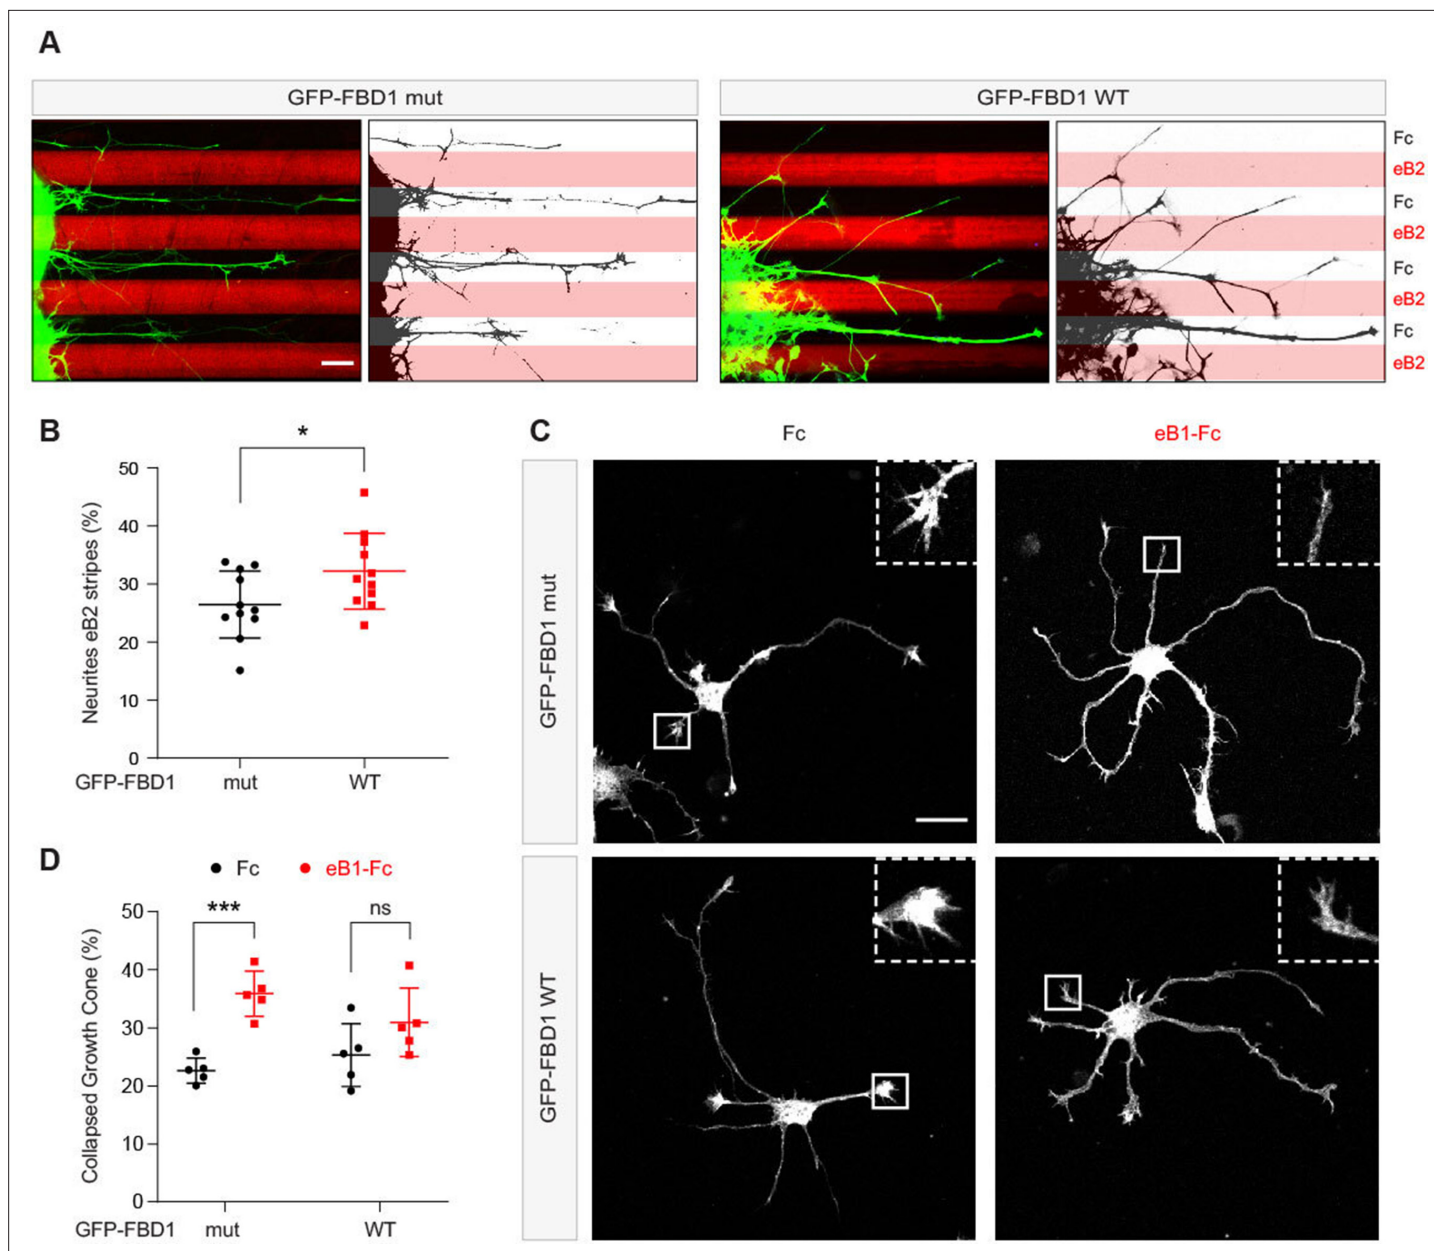 A
GFP-FBD1 mut
GFP-FBD1 WT
Fc
eB2
Fc
eB2
Fc
eB2
Fc
eB2
B
*
Neurites eB2 stripes (%)
50
40
30
20
10
0
GFP-FBD1 mut WT
C
Fc
eB1-Fc
GFP-FBD1 mut
GFP-FBD1 WT
D
Fc
eB1-Fc
***
ns
Collapsed Growth Cone (%)
50
40
30
20
10
0
GFP-FBD1 mut WT